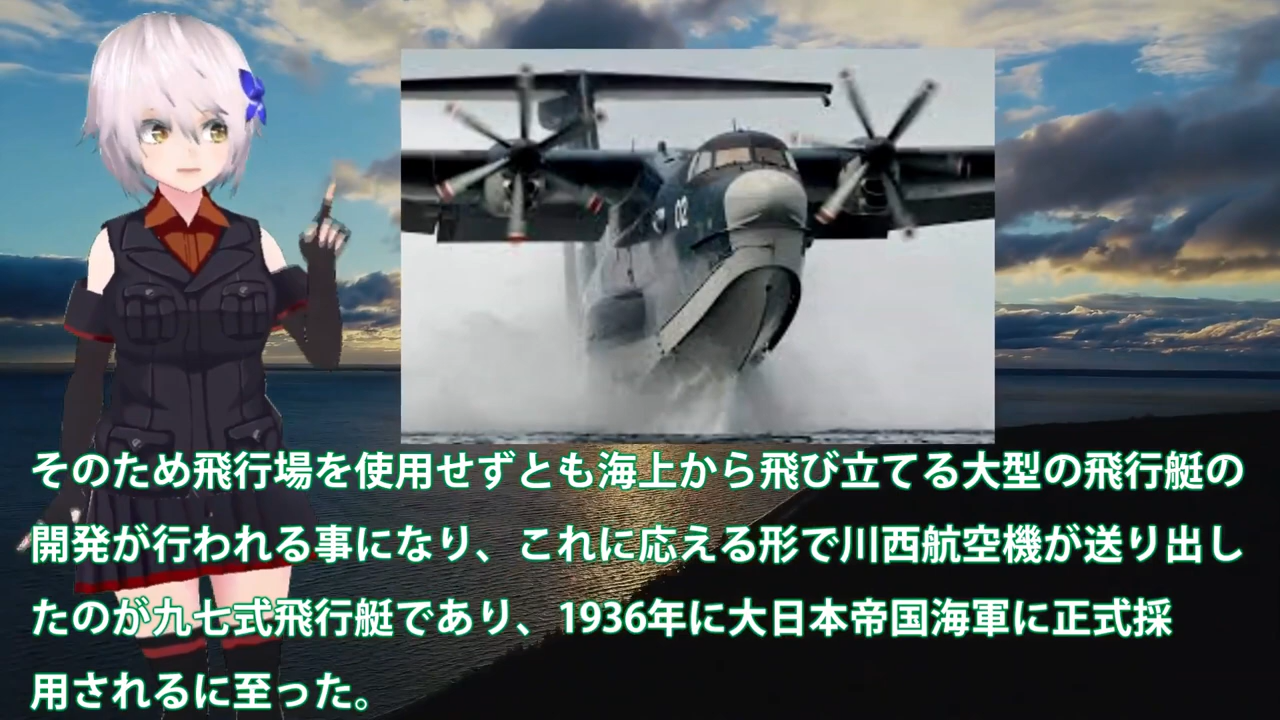 02
そのため飛行場を使用せずとも海上から飛び立てる大型の飛行艇の
開発が行われる事になり、これに応える形で川西航空機が送り出し
たのが九七式飛行艇であり、1936年に大日本帝国海軍に正式採
用されるに至った。